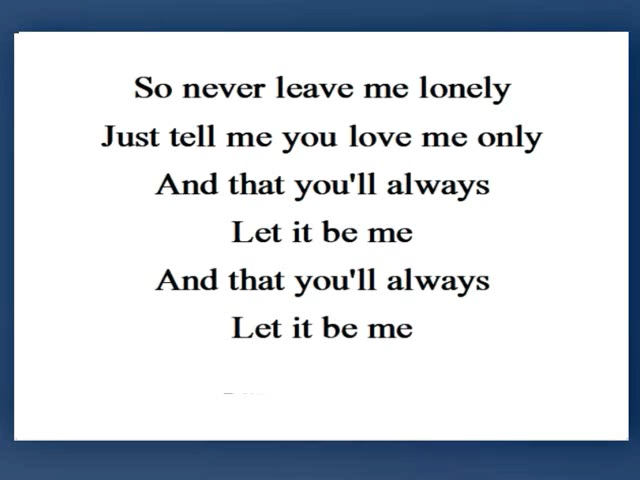 So never leave me lonely
Just tell me you love me only
And that you'll always
Let it be me
And that you'll always
Let it be me